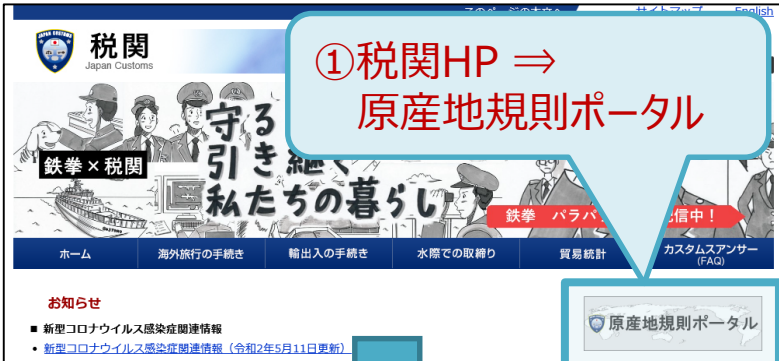 サイトマップ English
税関
Japan Customs
①税関HP ⇒
原産地規則ポータル
守る
引き継ぐ
私たちの暮らし
鉄拳×税関
鉄拳 パラパラ
信中！
ホーム 海外旅行の手続き 輸出入の手続き 水際での取締り 貿易統計 カスタムスアンサー
(FAQ)
お知らせ
■ 新型コロナウイルス感染症関連情報
• 新型コロナウイルス感染症関連情報（令和2年5月11日更新）
原産地規則ポータル